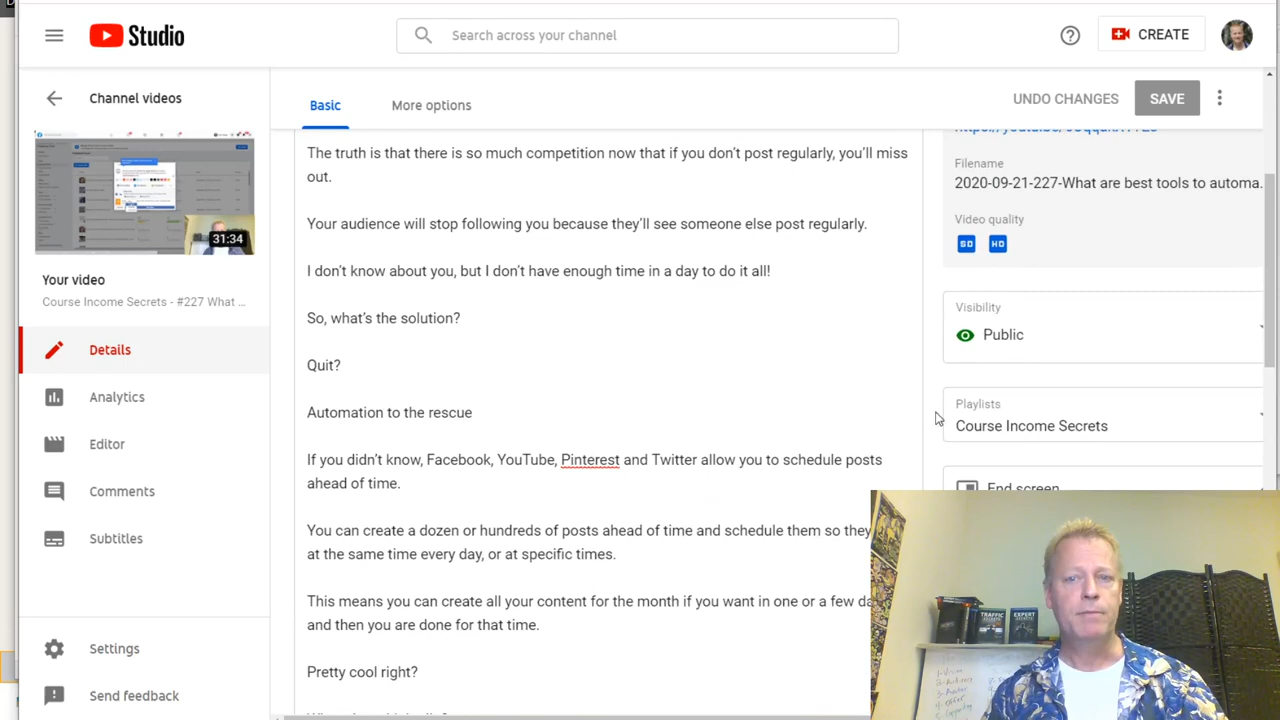 Studio
Search across your channel
CREATE
Channel videos
Basic
More options
UNDO CHANGES
SAVE
31:34
Your video
Course Income Secrets - #227 What ...
Details
Analytics
Editor
Comments
Subtitles
Settings
Send feedback
The truth is that there is so much competition now that if you don't post regularly, you'll miss
out.
Your audience will stop following you because they'll see someone else post regularly.
I don't know about you, but I don't have enough time in a day to do it all!
So, what's the solution?
Quit?
Automation to the rescue
If you didn't know, Facebook, YouTube, Pinterest and Twitter allow you to schedule posts
ahead of time.
You can create a dozen or hundreds of posts ahead of time and schedule them so they
at the same time every day, or at specific times.
This means you can create all your content for the month if you want in one or a few da
and then you are done for that time.
Pretty cool right?
Filename
2020-09-21-227-What are best tools to automa...
Video quality
SD
HD
Visibility
Public
Playlists
Course Income Secrets
End screen
TRAFFIC
SECRETS
EXPERT
SECRETS